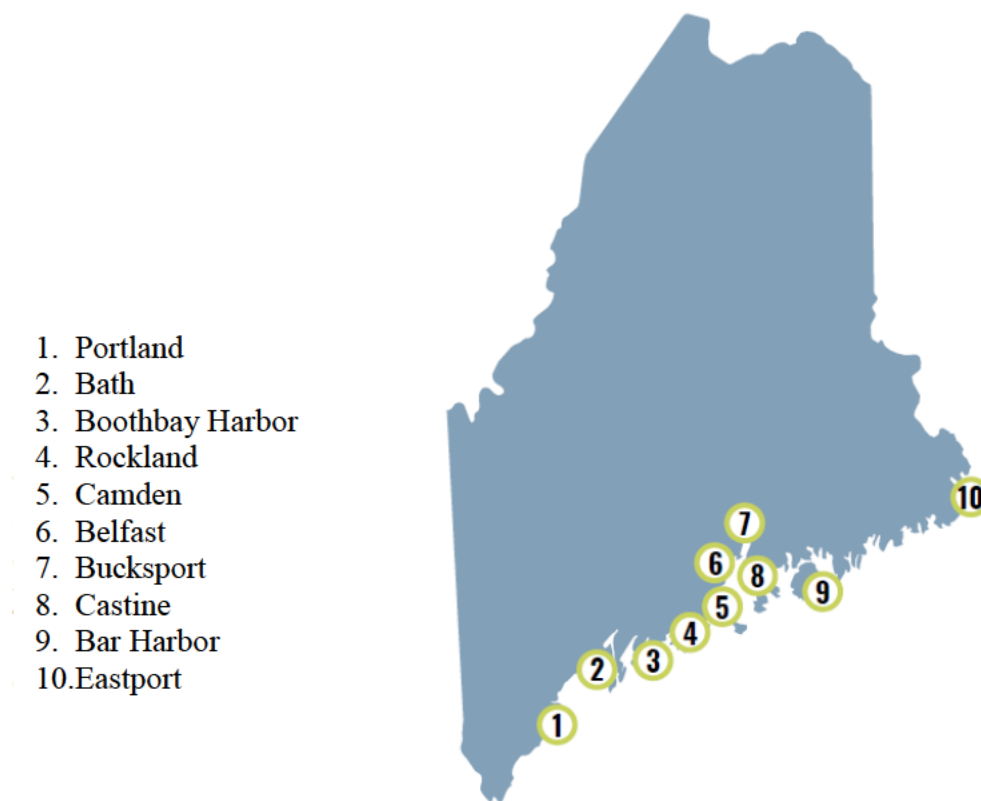 1. Portland
2. Bath
3. Boothbay Harbor
4. Rockland
5. Camden
6. Belfast
7. Bucksport
8. Castine
9. Bar Harbor
10.Eastport
10
7
6
8
9
5
4
3
2
1